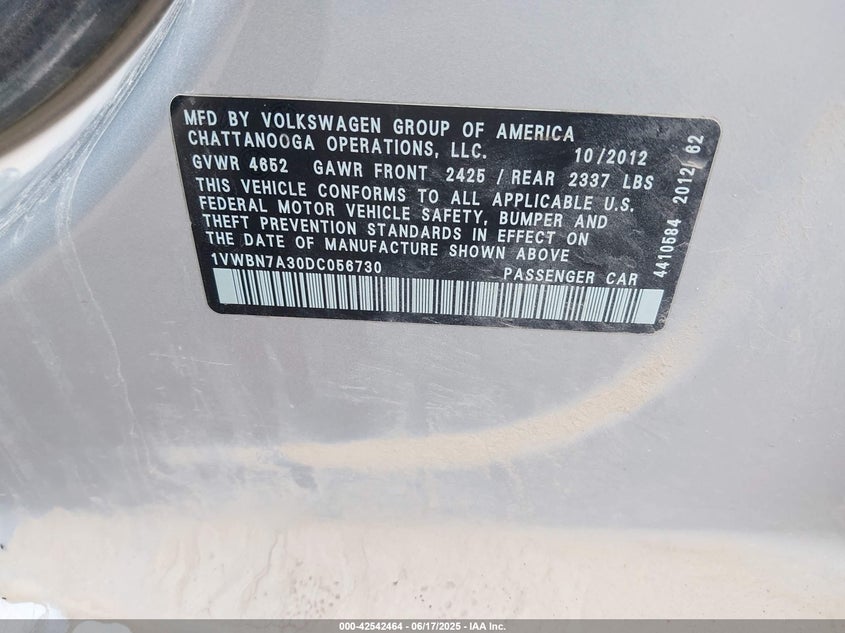 MFD BY VOLKSWAGEN GROUP OF AMERICA
CHATTANOOGA OPERATIONS, LLC. 10/2012
GVWR 4652 GAWR FRONT 2425 / REAR 2337 LBS
THIS VEHICLE CONFORMS TO ALL APPLICABLE U.S.
FEDERAL MOTOR VEHICLE SAFETY, BUMPER AND
THEFT PREVENTION STANDARDS IN EFFECT ON
THE DATE OF MANUFACTURE SHOWN ABOVE
1VWBN7A30DC056730 PASSENGER CAR
4410584 2012 62
000-42542464 - 06/17/2025 - IAA Inc.